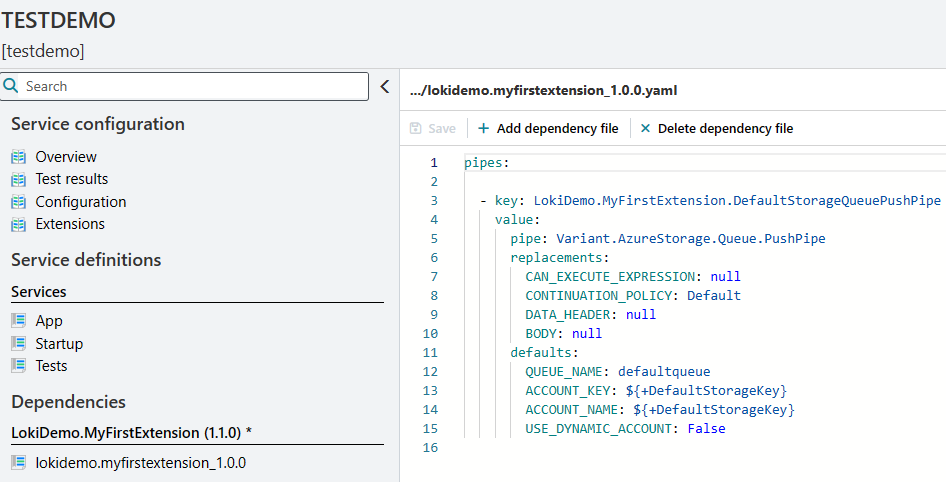 TESTDEMO
[testdemo]
Search
Service configuration
Overview
Test results
Configuration
Extensions
Service definitions
Services
App
Startup
Tests
Dependencies
LokiDemo.MyFirstExtension (1.1.0) *
lokidemo.myfirstextension_1.0.0
.../lokidemo.myfirstextension_1.0.0.yaml
Save
Add dependency file
Delete dependency file
1 pipes:
2
3   - key: LokiDemo.MyFirstExtension.DefaultStorageQueuePushPipe
4     value:
5       pipe: Variant.AzureStorage.Queue.PushPipe
6       replacements:
7         CAN_EXECUTE_EXPRESSION: null
8         CONTINUATION_POLICY: Default
9         DATA_HEADER: null
10         BODY: null
11       defaults:
12         QUEUE_NAME: defaultqueue
13         ACCOUNT_KEY: ${+DefaultStorageKey}
14         ACCOUNT_NAME: ${+DefaultStorageKey}
15         USE_DYNAMIC_ACCOUNT: False
16